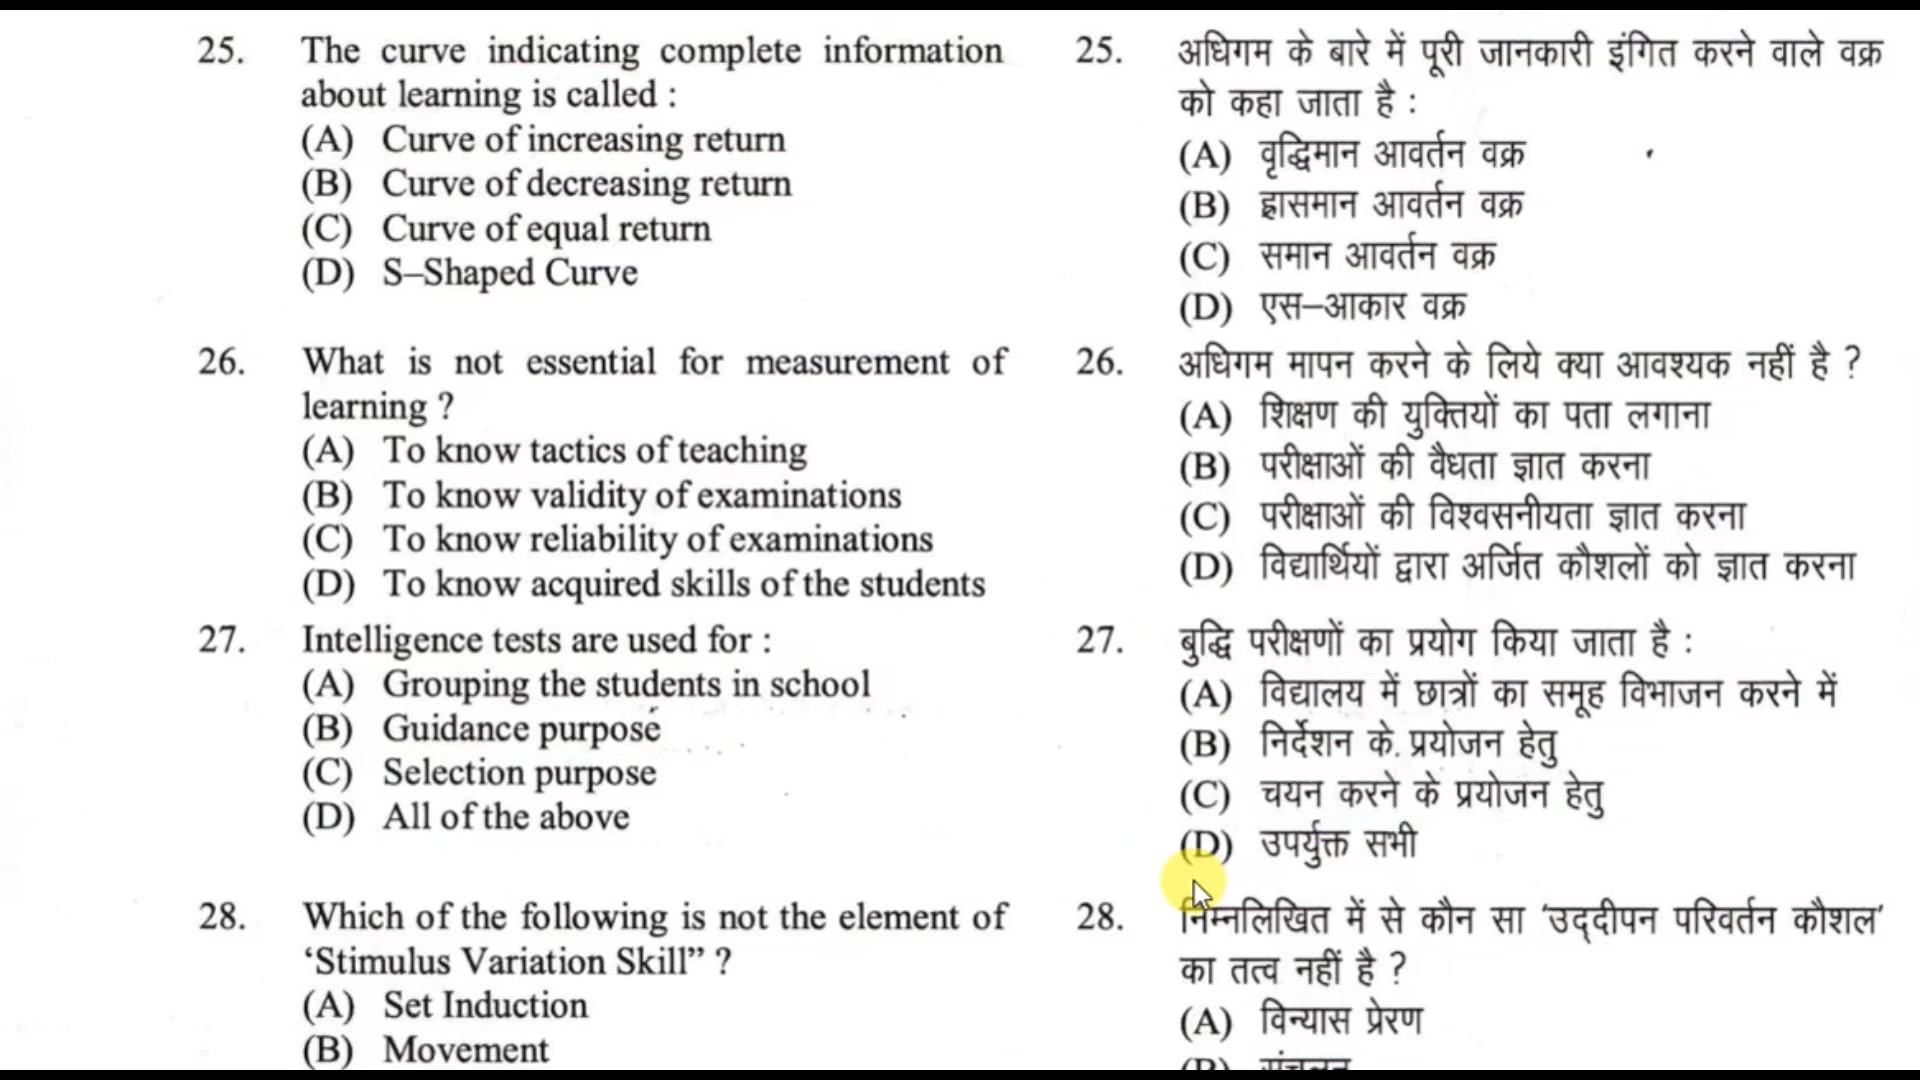 25. The curve indicating complete information
about learning is called :
(A) Curve of increasing return
(B) Curve of decreasing return
(C) Curve of equal return
(D) S–Shaped Curve
26. What is not essential for measurement of
learning ?
(A) To know tactics of teaching
(B) To know validity of examinations
(C) To know reliability of examinations
(D) To know acquired skills of the students
27. Intelligence tests are used for :
(A) Grouping the students in school
(B) Guidance purpose
(C) Selection purpose
(D) All of the above
28. Which of the following is not the element of
‘Stimulus Variation Skill” ?
(A) Set Induction
(B) Movement
25. अधिगम के बारे में पूरी जानकारी इंगित करने वाले वक्र
को कहा जाता है :
(A) वृद्धिमान आवर्तन वक्र
(B) ह्रासमान आवर्तन वक्र
(C) समान आवर्तन वक्र
(D) एस–आकार वक्र
26. अधिगम मापन करने के लिये क्या आवश्यक नहीं है ?
(A) शिक्षण की युक्तियों का पता लगाना
(B) परीक्षाओं की वैधता ज्ञात करना
(C) परीक्षाओं की विश्वसनीयता ज्ञात करना
(D) विद्यार्थियों द्वारा अर्जित कौशलों को ज्ञात करना
27. बुद्धि परीक्षणों का प्रयोग किया जाता है :
(A) विद्यालय में छात्रों का समूह विभाजन करने में
(B) निर्देशन के प्रयोजन हेतु
(C) चयन करने के प्रयोजन हेतु
(D) उपर्युक्त सभी
28. निम्नलिखित में से कौन सा ‘उद्दीपन परिवर्तन कौशल’
का तत्व नहीं है ?
(A) विन्यास प्रेरण
(B) संचलन